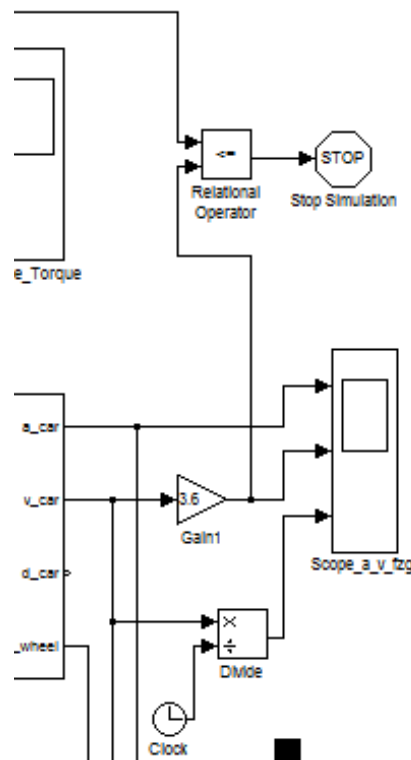 <=
STOP
Relational
Operator
Stop Simulation
e_Torque
a_car
v_car
3.6
Gain1
d_car
Scope_a_v_fzg
_wheel
×
÷
Divide
Clock